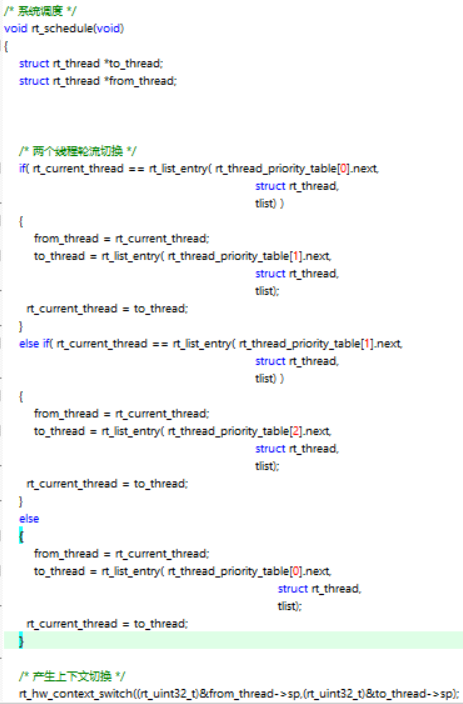 /* 系统调度 */
void rt_schedule(void)
{
struct rt_thread *to_thread;
struct rt_thread *from_thread;
/* 两个线程轮流切换 */
if( rt_current_thread == rt_list_entry( rt_thread_priority_table[0].next,
struct rt_thread,
tlist) )
{
from_thread = rt_current_thread;
to_thread = rt_list_entry( rt_thread_priority_table[1].next,
struct rt_thread,
tlist);
rt_current_thread = to_thread;
}
else if( rt_current_thread == rt_list_entry( rt_thread_priority_table[1].next,
struct rt_thread,
tlist) )
{
from_thread = rt_current_thread;
to_thread = rt_list_entry( rt_thread_priority_table[2].next,
struct rt_thread,
tlist);
rt_current_thread = to_thread;
}
else
{
from_thread = rt_current_thread;
to_thread = rt_list_entry( rt_thread_priority_table[0].next,
struct rt_thread,
tlist);
rt_current_thread = to_thread;
}
/* 产生上下文切换 */
rt_hw_context_switch((rt_uint32_t)&from_thread->sp,(rt_uint32_t)&to_thread->sp);